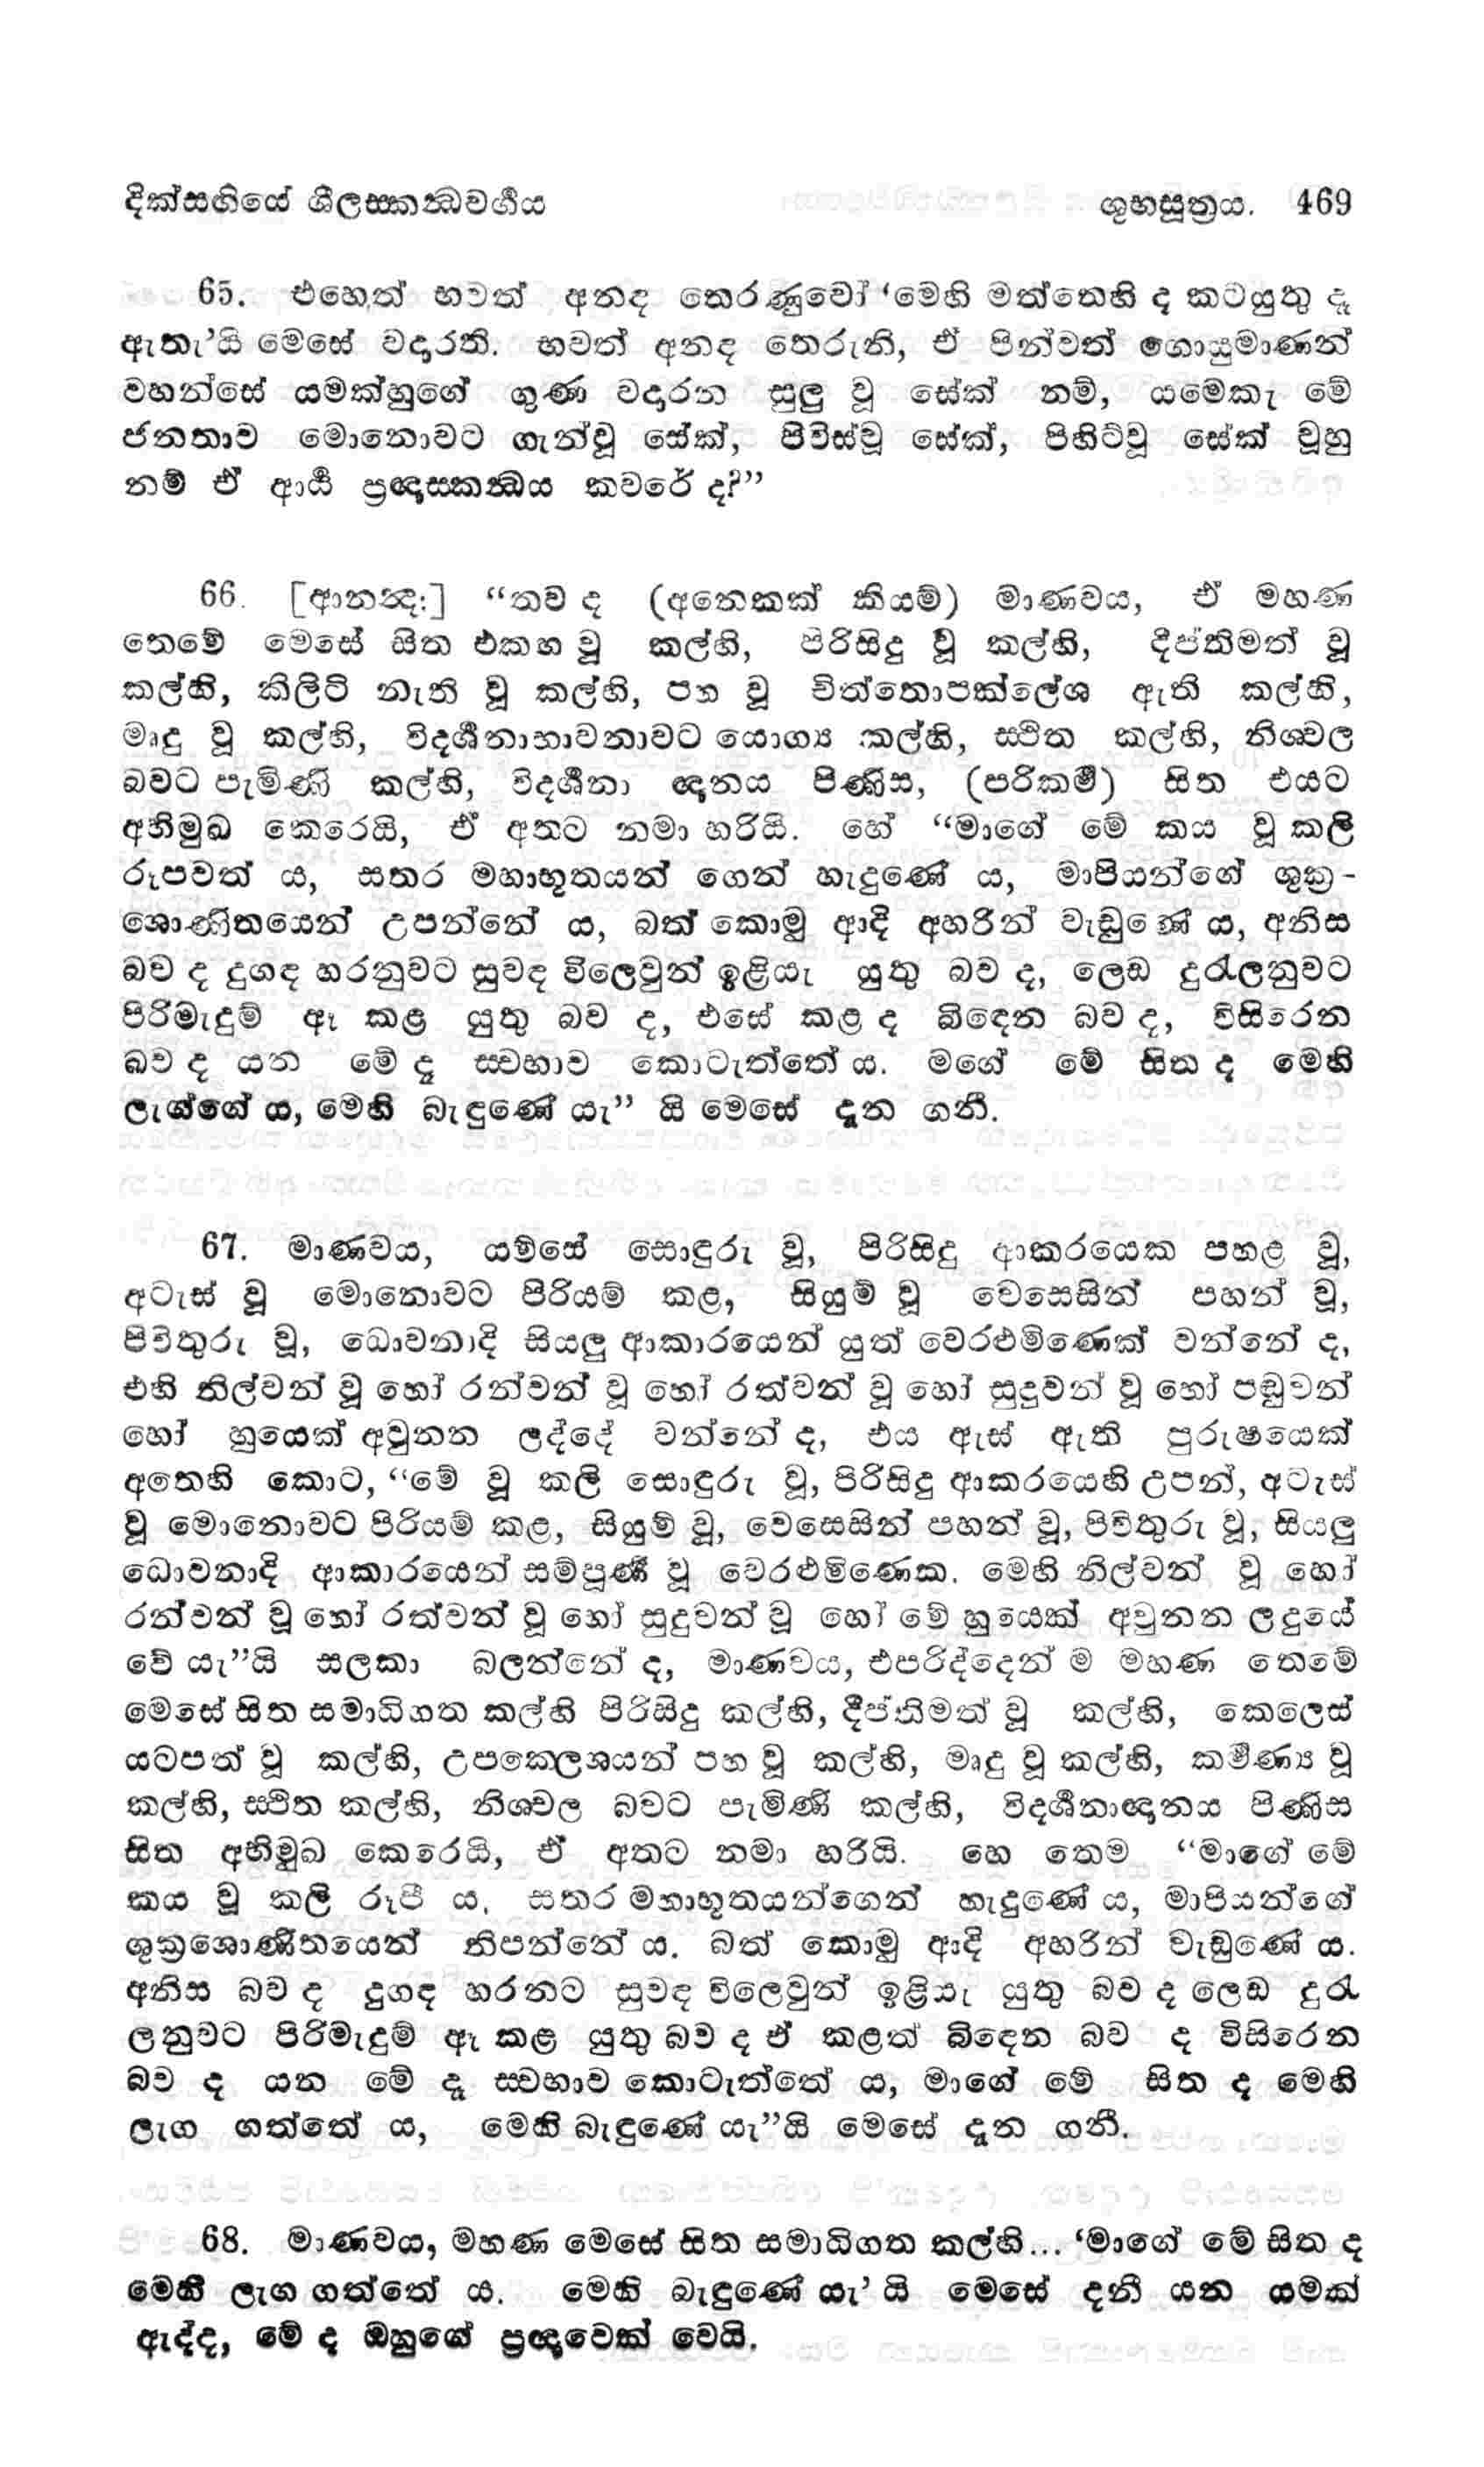 දික්සඟියේ ශීලස්කන්ධවර්ගය ශුභසූත්‍රය. 469
65. එහෙත් භවත් අනඳ තෙරණුවෝ ‘මෙහි මත්තෙහි ද කටයුතු දෑ
ඇතැ’යි මෙසේ වදාරති. භවත් අනඳ තෙරුනි, ඒ පින්වත් ගොයුමාණන්
වහන්සේ යමක්හුගේ ගුණ වදාරන සුලු වූ සේක් නම්, යමෙකැ මේ
ජනතාව මොනොවට ගැන්වූ සේක්, පිවිස්වූ සේක්, පිහිට්වූ සේක් වූහු
නම් ඒ ආර්‍ය්‍ය ප්‍රඥාස්කන්ධය කවරේ ද?”
66. [ආනන්දඃ] “තව ද (අනෙකක් කියම්) මාණවය, ඒ මහණ
තෙමේ මෙසේ සිත එකඟ වූ කල්හි, පිරිසිදු වූ කල්හි, දීප්තිමත් වූ
කල්හි, කිලිටි නැති වූ කල්හි, පහ වූ චිත්තොපක්ලේශ ඇති කල්හි,
මෘදු වූ කල්හි, විදර්ශනාභාවනාවට යොග්‍ය කල්හි, ස්ථිත කල්හි, නිශ්චල
බවට පැමිණි කල්හි, විදර්ශනා ඥානය පිණිස, (පරිකර්ම) සිත එයට
අභිමුඛ කෙරෙයි, ඒ අතට නමා හරියි. හේ “මාගේ මේ කය වූ කලි
රූපවත් ය, සතර මහාභූතයන් ගෙන් හැදුණේ ය, මාපියන්ගේ ශුක්‍ර-
ශොණිතයෙන් උපන්නේ ය, බත් කොමු ආදි අහරින් වැඩුණේ ය, අනිස
බව ද දුගඳ හරනුවට සුවඳ විලෙවුන් ඉළියැ යුතු බව ද, ලෙඩ දුරැලනුවට
පිරිමැදුම් ඈ කළ යුතු බව ද, එසේ කළ ද බිඳෙන බව ද, විසිරෙන
බව ද යන මේ දෑ ස්වභාව කොටැත්තේ ය. මගේ මේ සිත ද මෙහි
ලැග්ගේ ය, මෙහි බැඳුණේ යැ” යි මෙසේ දැන ගනී.
67. මාණවය, යම්සේ සොඳුරු වූ, පිරිසිදු ආකරයෙක පහළ වූ,
අටැස් වූ මොනොවට පිරියම් කළ, සියුම් වූ වෙසෙසින් පහන් වූ,
පිවිතුරු වූ, ධොවනාදි සියලු ආකාරයෙන් යුත් වෙරළුමිණෙක් වන්නේ ද,
එහි නිල්වන් වූ හෝ රන්වන් වූ හෝ රත්වන් වූ හෝ සුදුවන් වූ හෝ පඬුවන්
හෝ හුයෙක් අවුනන ලද්දේ වන්නේ ද, එය ඇස් ඇති පුරුෂයෙක්
අතෙහි කොට, “මේ වූ කලි සොඳුරු වූ, පිරිසිදු ආකරයෙහි උපන්, අටැස්
වූ මොනොවට පිරියම් කළ, සියුම් වූ, වෙසෙසින් පහන් වූ, පිවිතුරු වූ, සියලු
ධොවනාදි ආකාරයෙන් සම්පූර්ණ වූ වෙරළුමිණෙක. මෙහි නිල්වන් වූ හෝ
රන්වන් වූ හෝ රත්වන් වූ හෝ සුදුවන් වූ හෝ මේ හුයෙක් අවුනන ලදුයේ
වේ යැ”යි සලකා බලන්නේ ද, මාණවය, එපරිද්දෙන් ම මහණ තෙමේ
මෙසේ සිත සමාධිගත කල්හි පිරිසිදු කල්හි, දීප්තිමත් වූ කල්හි, කෙලෙස්
යටපත් වූ කල්හි, උපක්ලෙශයන් පහ වූ කල්හි, මෘදු වූ කල්හි, කර්මණ්‍ය වූ
කල්හි, ස්ථිත කල්හි, නිශ්චල බවට පැමිණි කල්හි, විදර්ශනාඥානය පිණිස
සිත අභිමුඛ කෙරෙයි, ඒ අතට නමා හරියි. හෙ තෙම “මාගේ මේ
කය වූ කලි රූපී ය, සතර මහාභූතයන්ගෙන් හැදුණේ ය, මාපියන්ගේ
ශුක්‍රශොණිතයෙන් නිපන්නේ ය. බත් කොමු ආදි අහරින් වැඩුණේ ය.
අනිස බව ද දුගඳ හරනට සුවඳ විලෙවුන් ඉළියැ යුතු බව ද ලෙඩ දුරැ
ලනුවට පිරිමැදුම් ඈ කළ යුතු බව ද ඒ කළත් බිඳෙන බව ද විසිරෙන
බව ද යන මේ දෑ ස්වභාව කොටැත්තේ ය, මාගේ මේ සිත ද මෙහි
ලැග ගත්තේ ය, මෙහි බැඳුණේ යැ”යි මෙසේ දැන ගනී.
68. මාණවය, මහණ මෙසේ සිත සමාධිගත කල්හි... ‘මාගේ මේ සිත ද
මෙහි ලැග ගත්තේ ය. මෙහි බැඳුණේ යැ’ යි මෙසේ දනී යන යමක්
ඇද්ද, මේ ද ඔහුගේ ප්‍රඥාවෙක් වෙයි.